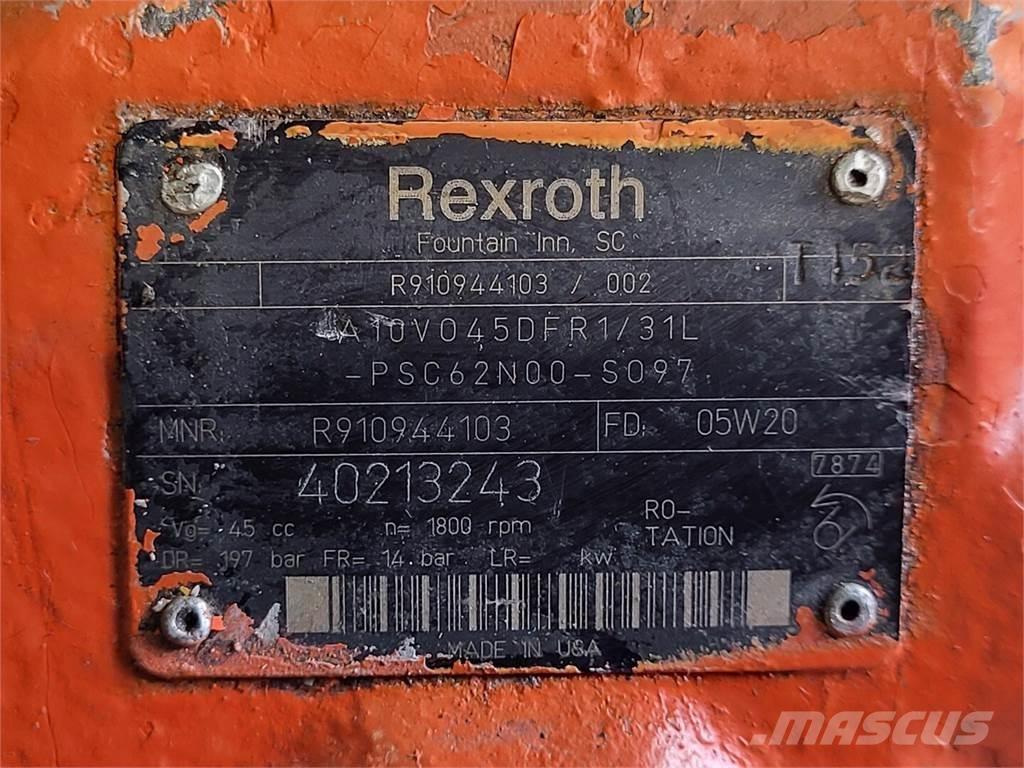 Rexroth
Fountain Inn, SC
R910944103 / 002
A10VO45DFR1/31L
-PSC62N00-S097
MNR: R910944103 FD: 05W20
7874
SN: 40213243
Vg= 45 cc n= 1800 rpm
RO-
TATION
DP= 197 bar FR= 14 bar LR= kw
MADE IN USA
MASCUS